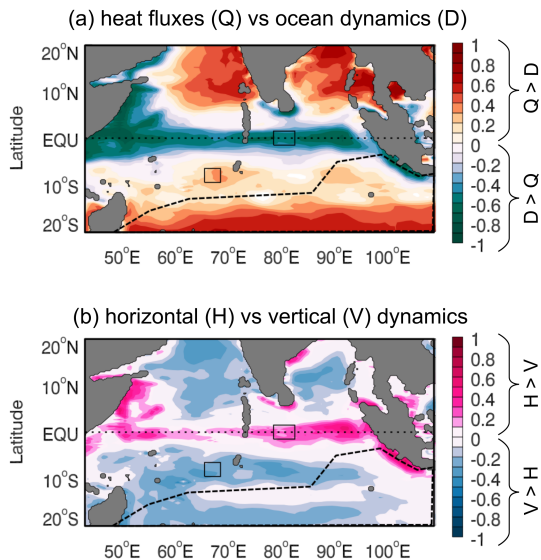 (a) heat fluxes (Q) vs ocean dynamics (D)
Latitude
20°N
10°N
EQU
10°S
20°S
50°E 60°E 70°E 80°E 90°E 100°E
1
0.8
0.6
0.4
0.2
0
-0.2
-0.4
-0.6
-0.8
-1
Q > D
D > Q
(b) horizontal (H) vs vertical (V) dynamics
Latitude
20°N
10°N
EQU
10°S
20°S
50°E 60°E 70°E 80°E 90°E 100°E
1
0.8
0.6
0.4
0.2
0
-0.2
-0.4
-0.6
-0.8
-1
H > V
V > H